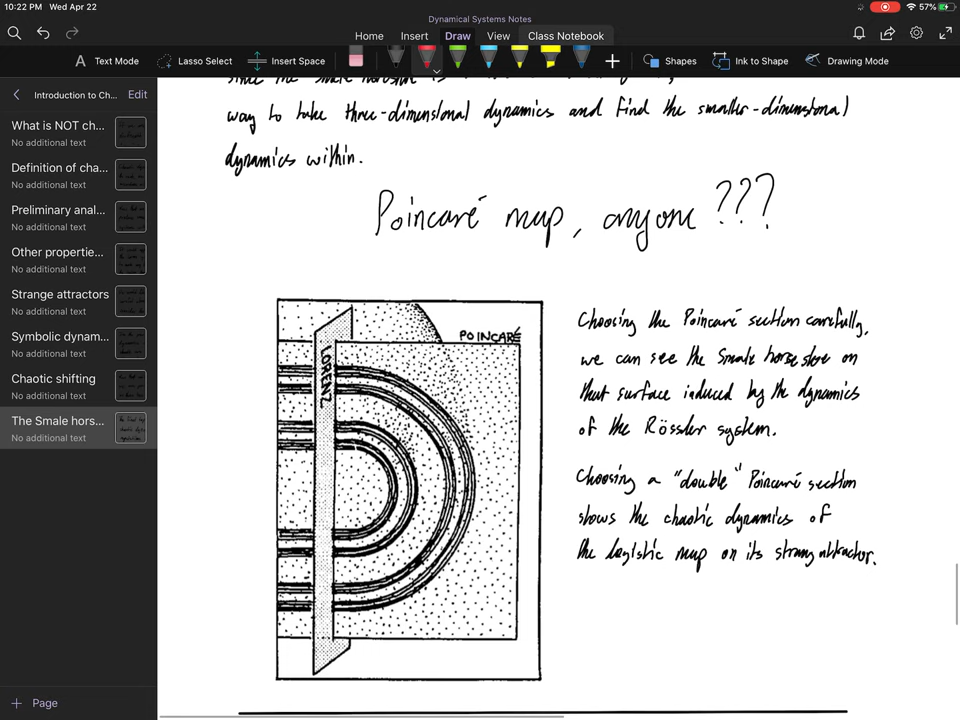 10:22 PM Wed Apr 22
57%
Dynamical Systems Notes
Home Insert Draw View Class Notebook
Text Mode Lasso Select Insert Space Shapes Ink to Shape Drawing Mode
Introduction to Ch... Edit
What is NOT ch...
No additional text
Definition of cha...
No additional text
Preliminary anal...
No additional text
Other propertie...
No additional text
Strange attractors
No additional text
Symbolic dynam...
No additional text
Chaotic shifting
No additional text
The Smale hors...
No additional text
Page
since the Smale horseshoe is
way to take three-dimensional dynamics and find the smaller-dimensional
dynamics within.
Poincaré map, anyone ???
POINCARÉ
LORENZ
Choosing the Poincaré section carefully,
we can see the Smale horseshoe on
that surface induced by the dynamics
of the Rössler system.
Choosing a "double" Poincaré section
shows the chaotic dynamics of
the logistic map on its strange attractor.